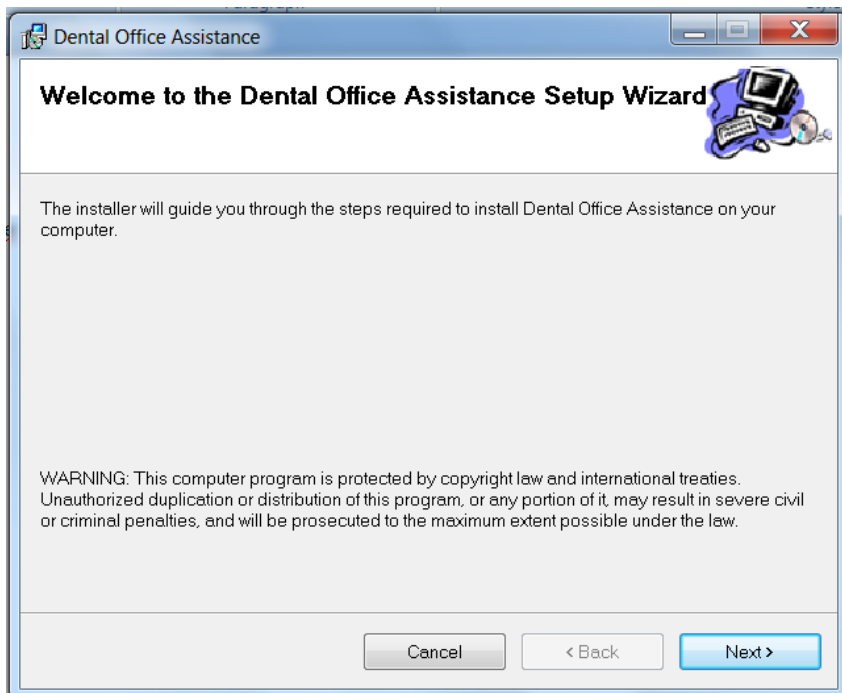 Dental Office Assistance
Welcome to the Dental Office Assistance Setup Wizard
The installer will guide you through the steps required to install Dental Office Assistance on your
computer.
WARNING: This computer program is protected by copyright law and international treaties.
Unauthorized duplication or distribution of this program, or any portion of it, may result in severe civil
or criminal penalties, and will be prosecuted to the maximum extent possible under the law.
Cancel
< Back
Next >